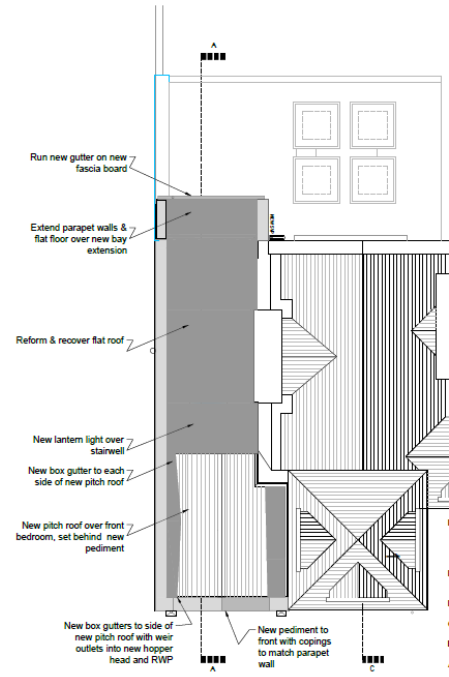 A
Run new gutter on new
fascia board
Extend parapet walls &
flat floor over new bay
extension
Reform & recover flat roof
New lantern light over
stairwell
New box gutter to each
side of new pitch roof
New pitch roof over front
bedroom, set behind new
pediment
New box gutters to side of
new pitch roof with weir
outlets into new hopper
head and RWP
New pediment to
front with copings
to match parapet
wall
A
C